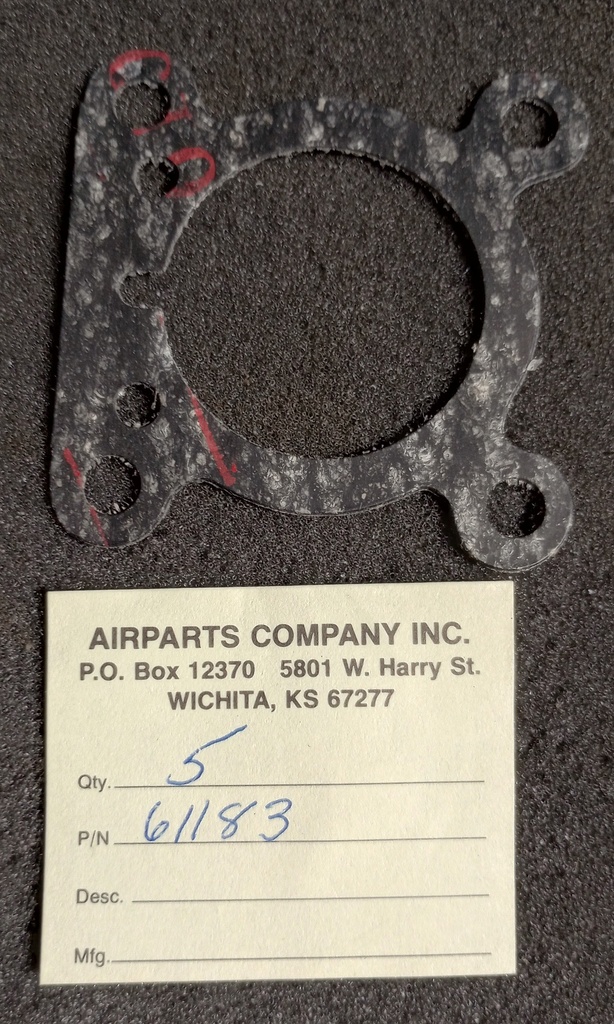 AIRPARTS COMPANY INC.
P.O. Box 12370 5801 W. Harry St.
WICHITA, KS 67277
Qty. 5
P/N 61183
Desc.
Mfg.